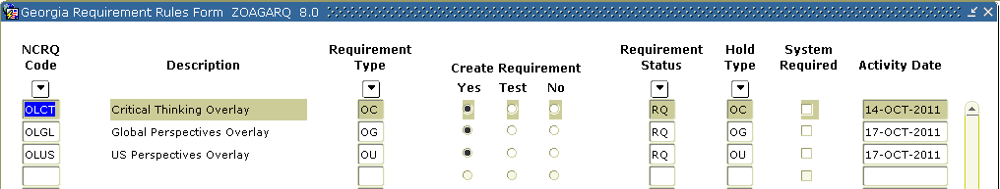 Georgia Requirement Rules Form ZOAGARQ 8.0
NCRQ Requirement Requirement Hold System
Code Description Type Create Requirement Status Type Required Activity Date
Yes Test No
OLCT Critical Thinking Overlay OC RQ OC 14-OCT-2011
OLGL Global Perspectives Overlay OG RQ OG 17-OCT-2011
OLUS US Perspectives Overlay OU RQ OU 17-OCT-2011